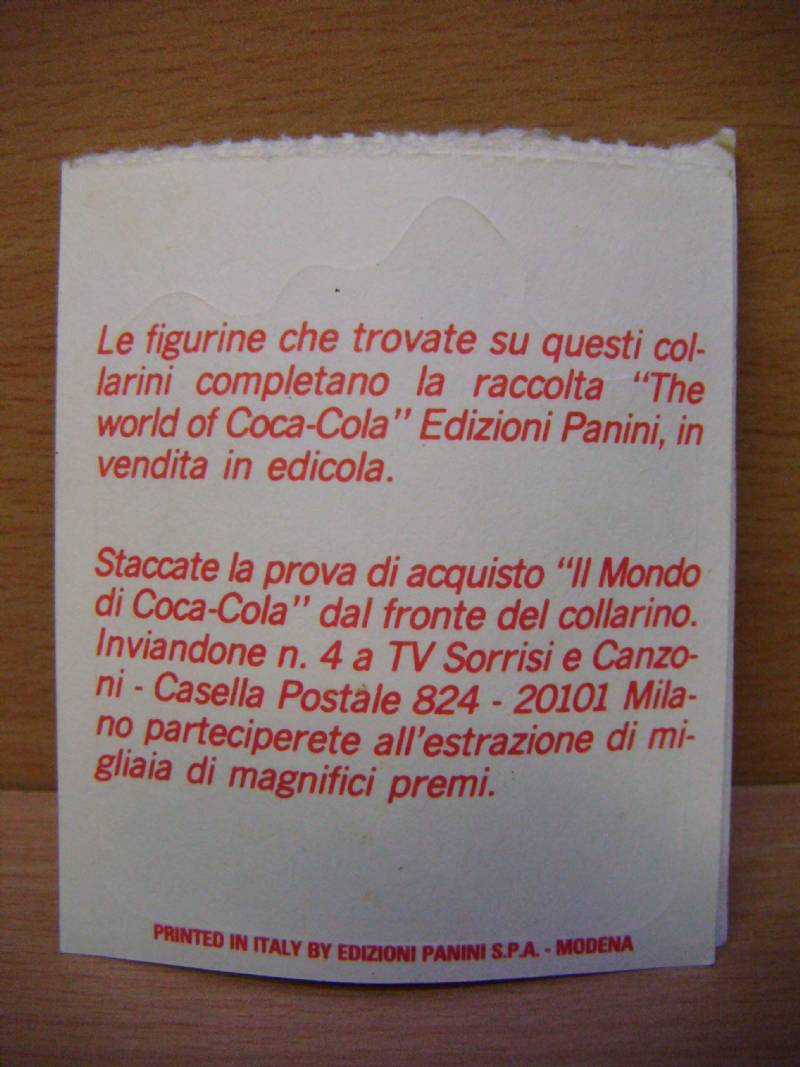 Le figurine che trovate su questi col-
larini completano la raccolta "The
world of Coca-Cola" Edizioni Panini, in
vendita in edicola.
Staccate la prova di acquisto "Il Mondo
di Coca-Cola" dal fronte del collarino.
Inviandone n. 4 a TV Sorrisi e Canzo-
ni - Casella Postale 824 - 20101 Mila-
no parteciperete all'estrazione di mi-
gliaia di magnifici premi.
PRINTED IN ITALY BY EDIZIONI PANINI S.P.A. - MODENA